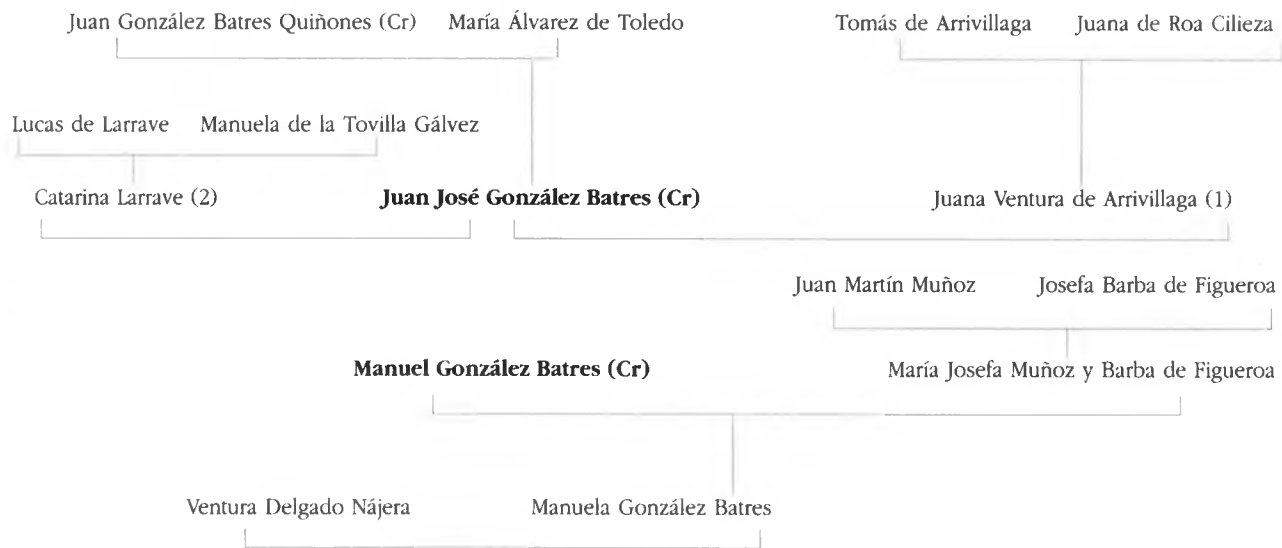 Juan González Batres Quiñones (Cr) María Álvarez de Toledo Tomás de Arrivillaga Juana de Roa Cilieza
Lucas de Larrave Manuela de la Tovilla Gálvez
Catarina Larrave (2) Juan José González Batres (Cr) Juana Ventura de Arrivillaga (1)
Juan Martín Muñoz Josefa Barba de Figueroa
Manuel González Batres (Cr) María Josefa Muñoz y Barba de Figueroa
Ventura Delgado Nájera Manuela González Batres